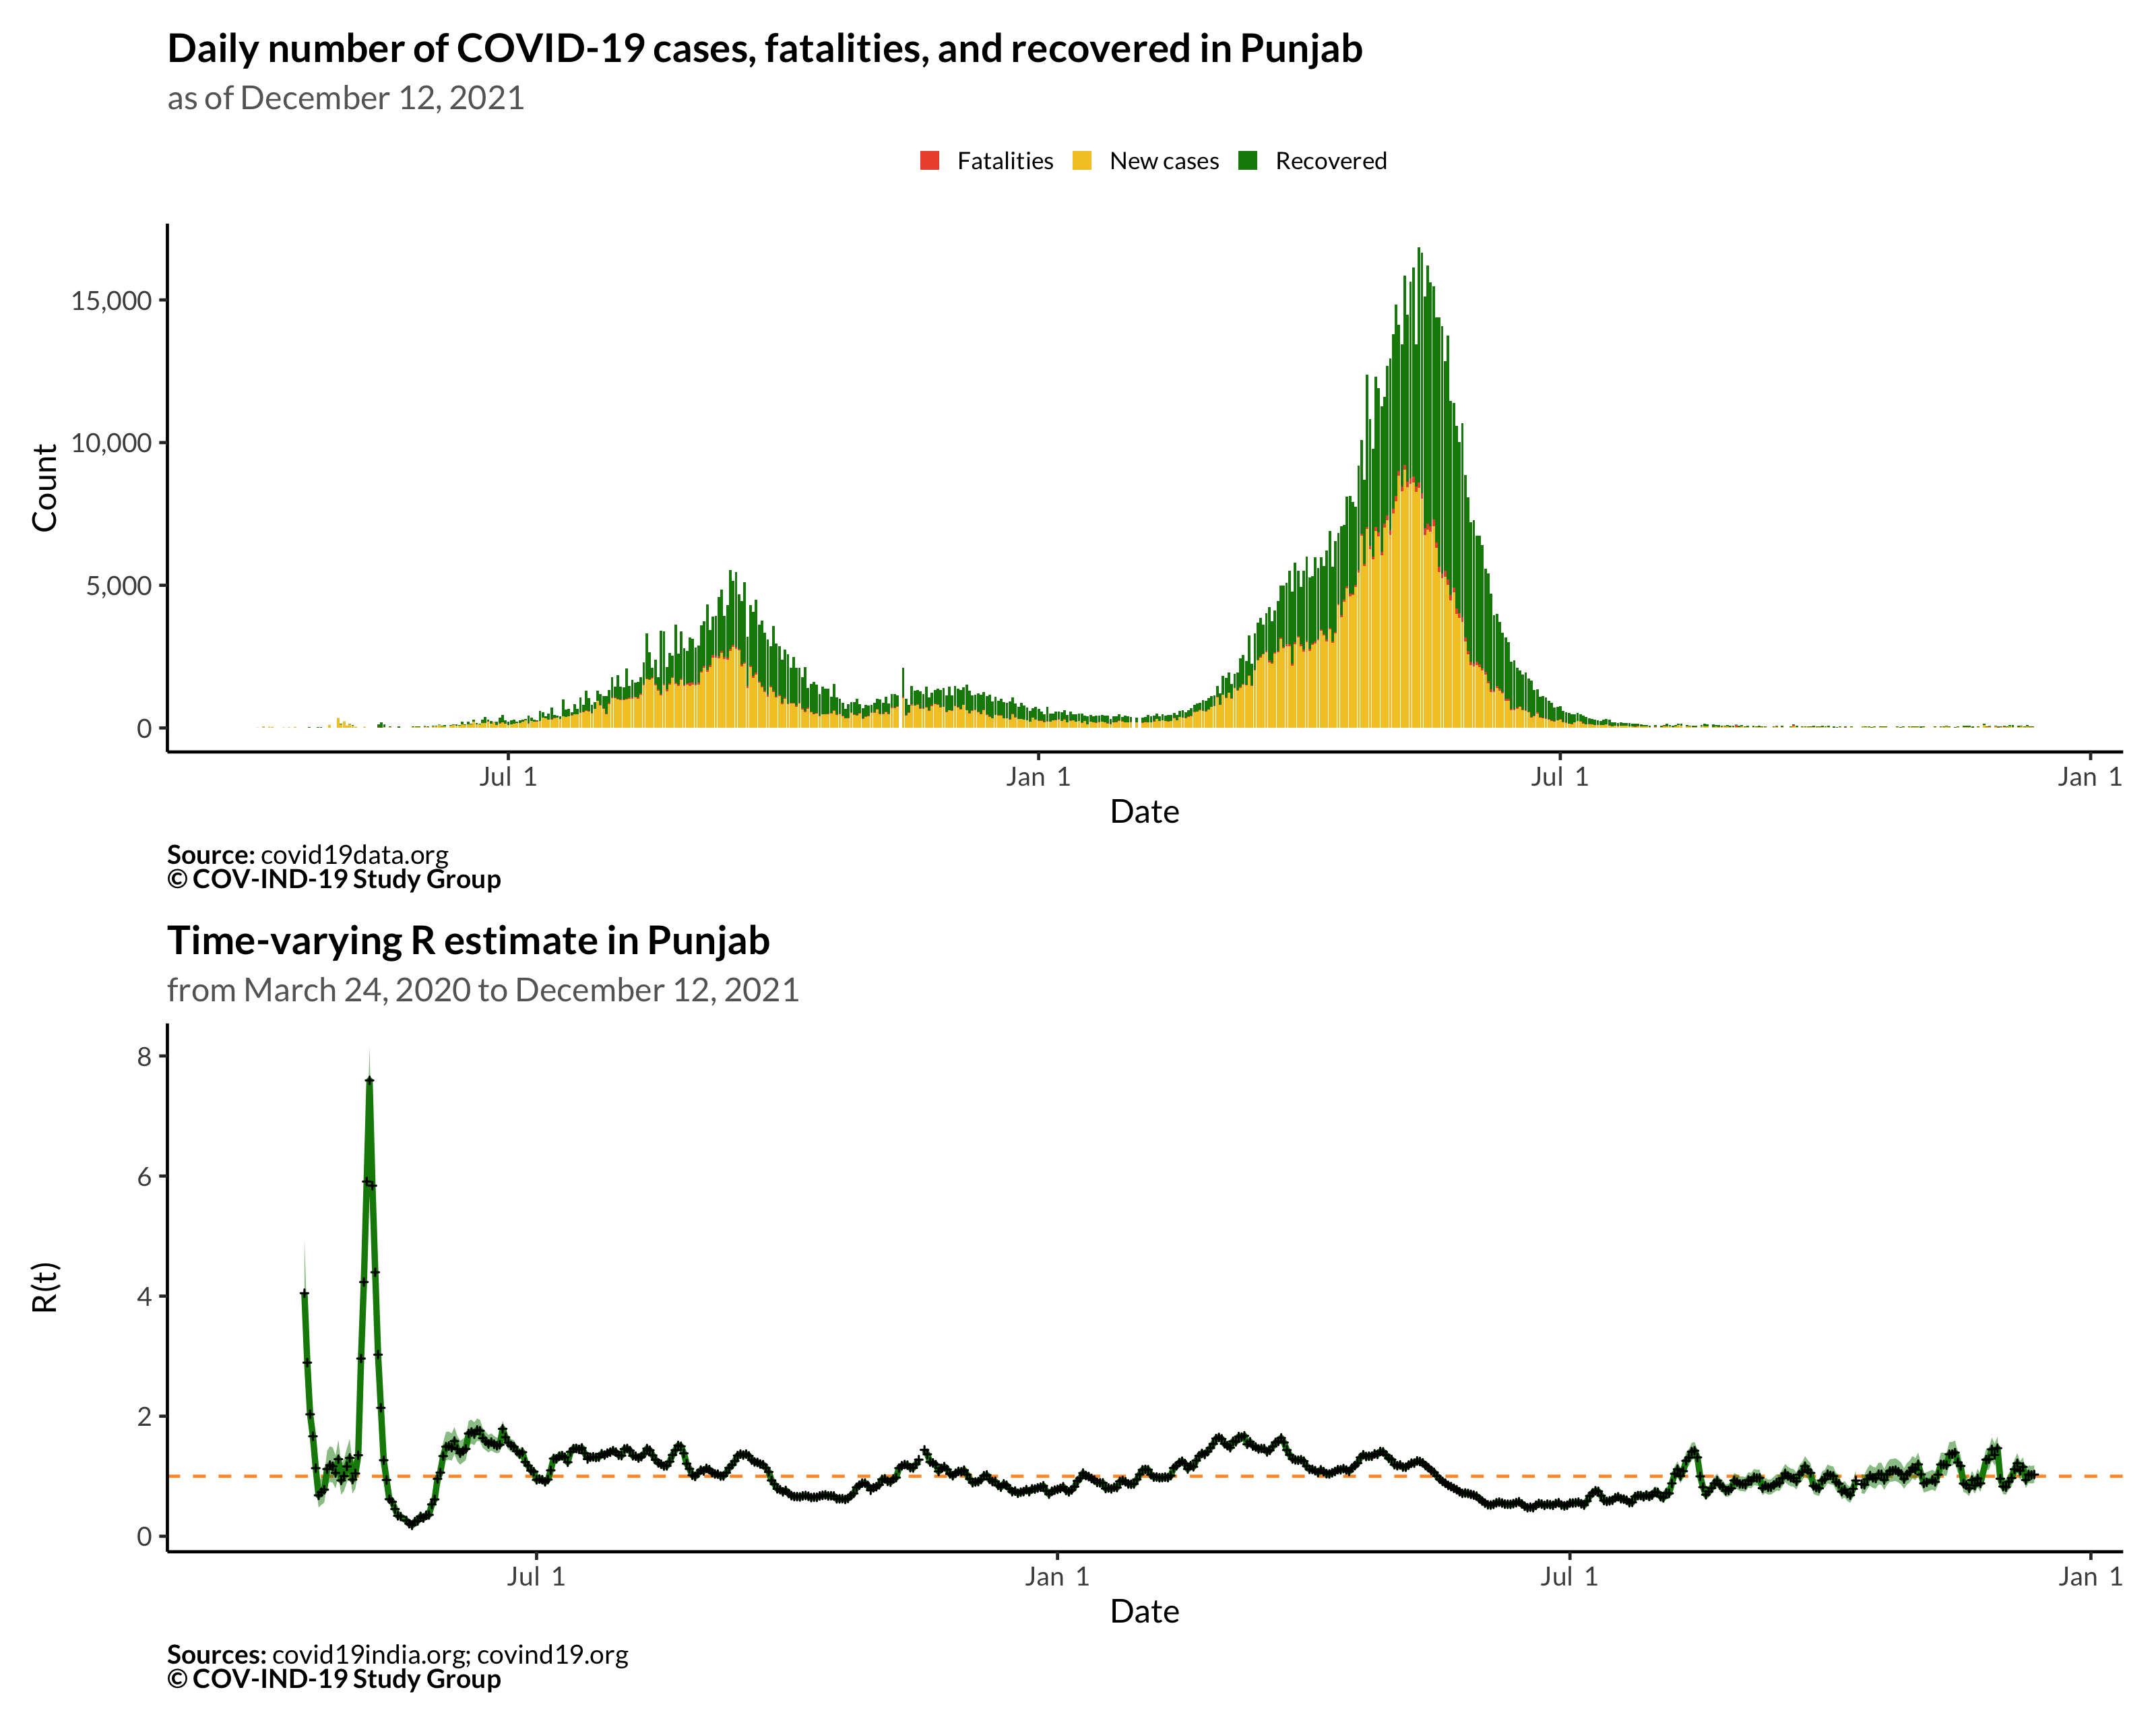 Daily number of COVID-19 cases, fatalities, and recovered in Punjab
as of December 12, 2021
Fatalities New cases Recovered
Count
15,000
10,000
5,000
0
Jul 1 Jan 1 Jul 1 Jan 1
Date
Source: covid19data.org
© COV-IND-19 Study Group
Time-varying R estimate in Punjab
from March 24, 2020 to December 12, 2021
R(t)
8
6
4
2
0
Jul 1 Jan 1 Jul 1 Jan 1
Date
Sources: covid19india.org; covind19.org
© COV-IND-19 Study Group